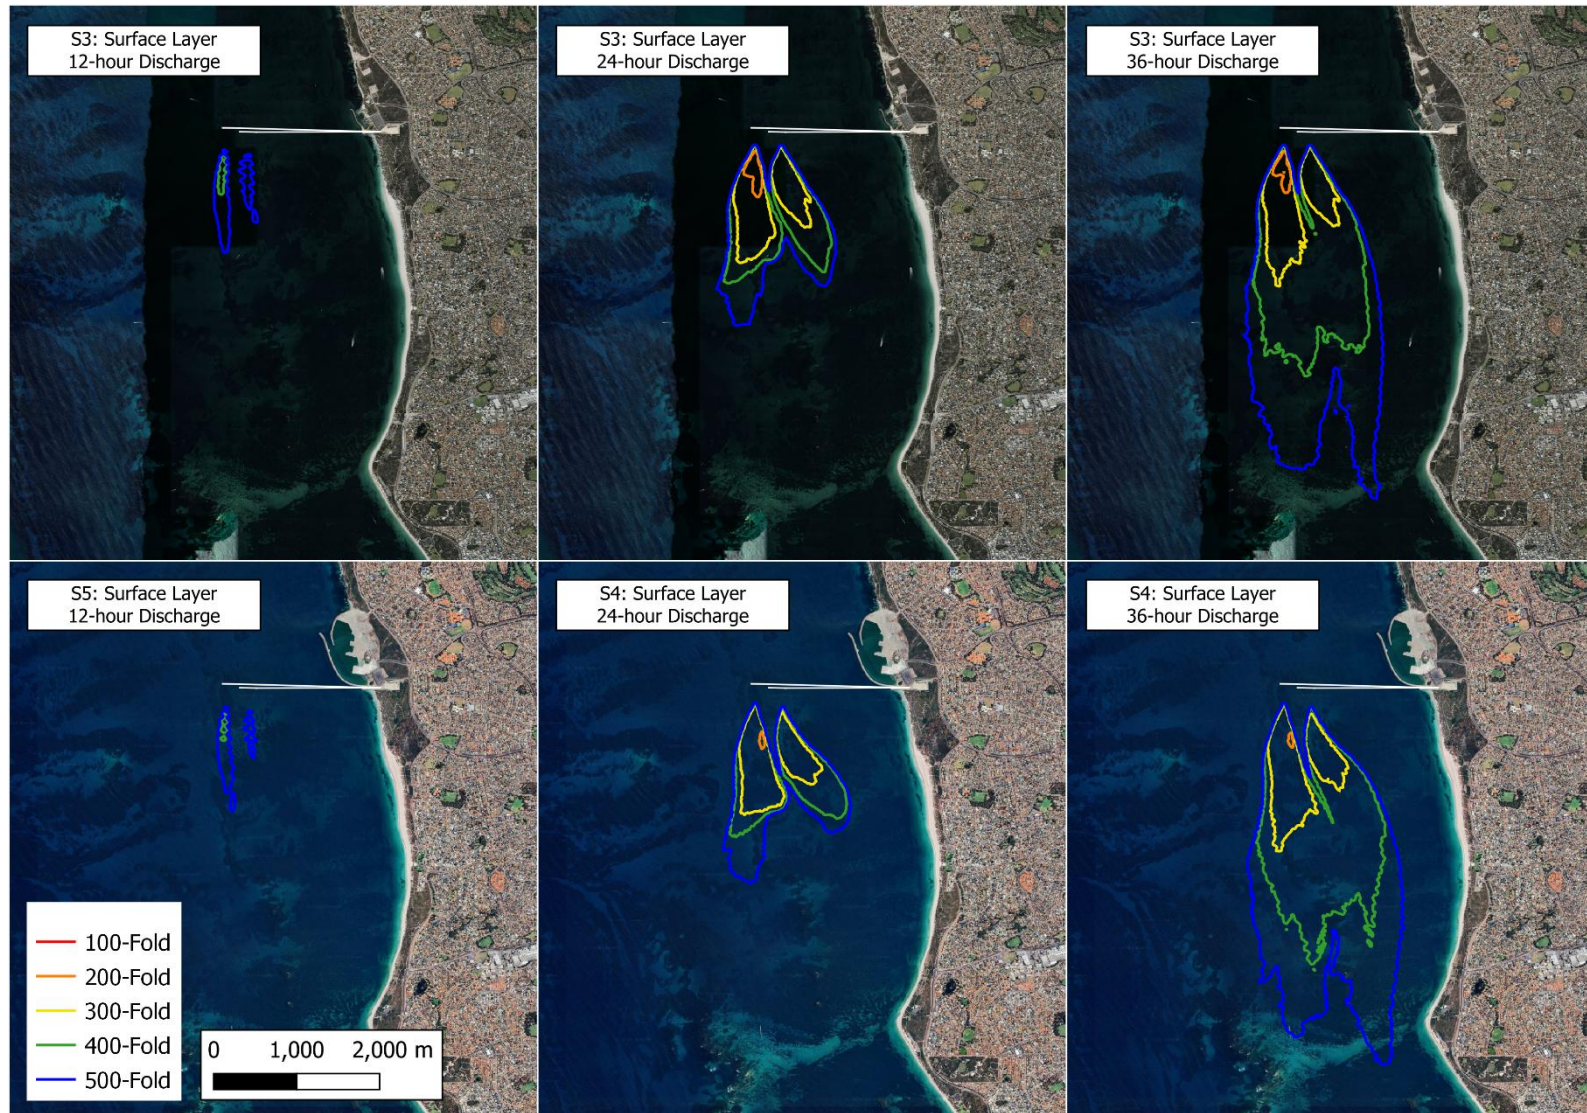 S3: Surface Layer
12-hour Discharge
S3: Surface Layer
24-hour Discharge
S3: Surface Layer
36-hour Discharge
S5: Surface Layer
12-hour Discharge
S4: Surface Layer
24-hour Discharge
S4: Surface Layer
36-hour Discharge
100-Fold
200-Fold
300-Fold
400-Fold
500-Fold
0 1,000 2,000 m